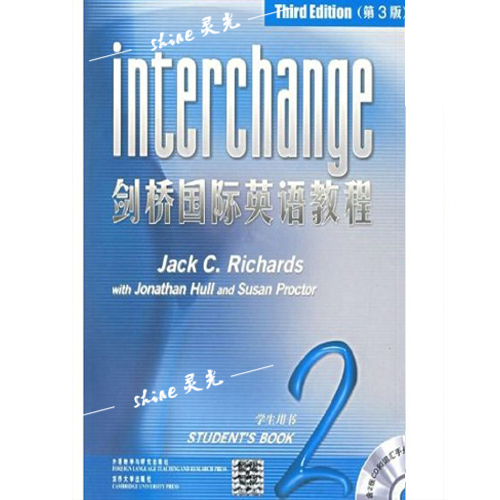 Third Edition (第3版)
shine 灵光
interchange
剑桥国际英语教程
Jack C. Richards
with Jonathan Hull and Susan Proctor
shine 灵光
2
学生用书
STUDENT'S BOOK
外语教学与研究出版社
FOREIGN LANGUAGE TEACHING AND RESEARCH PRESS
剑桥大学出版社
CAMBRIDGE UNIVERSITY PRESS